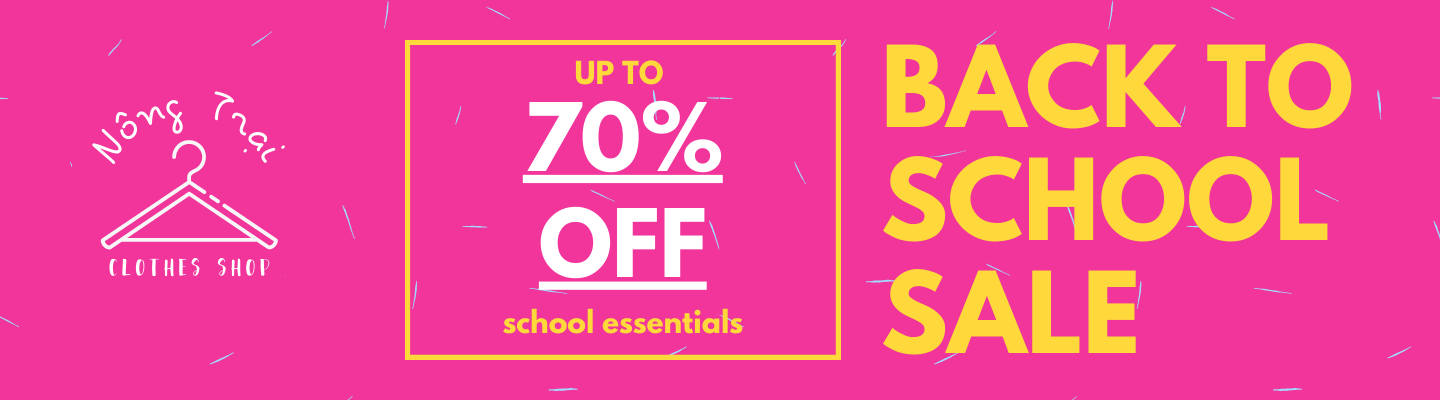 Nông Trại
CLOTHES SHOP
UP TO
70%
OFF
school essentials
BACK TO
SCHOOL
SALE